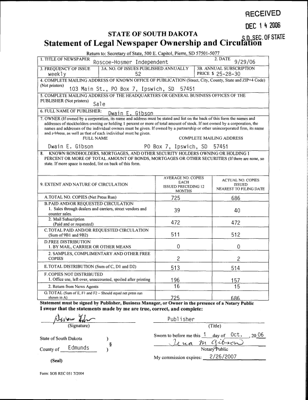 RECEIVED
DEC 14 2006
S.D. SEC. OF STATE
STATE OF SOUTH DAKOTA
Statement of Legal Newspaper Ownership and Circulation
Return to: Secretary of State, 500 E. Capitol, Pierre, SD 57501-5077
1. TITLE OF NEWSPAPER Roscoe-Hosmer Independent
2. DATE 9/29/06
3. FREQUENCY OF ISSUE weekly
3A. NO. OF ISSUES PUBLISHED ANNUALLY 52
3B. ANNUAL SUBSCRIPTION PRICE $ 25-28-30
4. COMPLETE MAILING ADDRESS OF KNOWN OFFICE OF PUBLICATION (Street, City, County, State and ZIP+4 Code)
(Not printers) 103 Main St., PO Box 7, Ipswich, SD 57451
5. COMPLETE MAILING ADDRESS OF THE HEADQUARTERS OR GENERAL BUSINESS OFFICES OF THE
PUBLISHER (Not printers) Same
6. FULL NAME OF PUBLISHER: Dwain E. Gibson
7. OWNER (If owned by a corporation, its name and address must be stated and list on the back of this form the names and
addresses of stockholders owning or holding 1 percent or more of total amount of stock. If not owned by a corporation, the
names and addresses of the individual owners must be given. If owned by a partnership or other unincorporated firm, its name
and address, as well as that of each individual must be given.
FULL NAME COMPLETE MAILING ADDRESS
Dwain E. Gibson PO Box 7, Ipswich, SD 57451
8. KNOWN BONDHOLDERS, MORTGAGES, AND OTHER SECURITY HOLDERS OWNING OR HOLDING 1
PERCENT OR MORE OF TOTAL AMOUNT OF BONDS, MORTGAGES OR OTHER SECURITIES (If there are none, so
state. If more space is needed, list on back of this form.
9. EXTENT AND NATURE OF CIRCULATION
AVERAGE NO. COPIES EACH ISSUED PRECEDING 12 MONTHS
ACTUAL NO. COPIES ISSUED NEAREST TO FILING DATE
A. TOTAL NO. COPIES (Net Press Run) 725 686
B. PAID AND/OR REQUESTED CIRCULATION
1. Sales through dealers and carriers, street vendors and
counter sales. 39 40
2. Mail Subscription
(Paid and or requested) 472 472
C. TOTAL PAID AND/OR REQUESTED CIRCULATION
(Sum of 9B1 and 9B2) 511 512
D. FREE DISTRIBUTION
1. BY MAIL, CARRIER OR OTHER MEANS 0 0
2. SAMPLES, COMPLIMENTARY AND OTHER FREE
COPIES 2 2
E. TOTAL DISTRIBUTION (Sum of C, D1 and D2) 513 514
F. COPIES NOT DISTRIBUTED
1. Office use, left over, unaccounted, spoiled after printing 196 157
2. Return from News Agents 16 15
G. TOTAL (Sum of E, F1 and F2 - Should equal net press run
shown in A) 725 686
Statement must be signed by Publisher, Business Manager, or Owner in the presence of a Notary Public
I swear that the statements made by me are true, correct, and complete:
Publisher
(Signature) (Title)
State of South Dakota )
§
County of Edmunds )
Sworn to before me this 1 day of Oct. 20 06
Notary Public
(Seal)
My commission expires: 2/26/2007
Form: SOS REC 051 7/2004